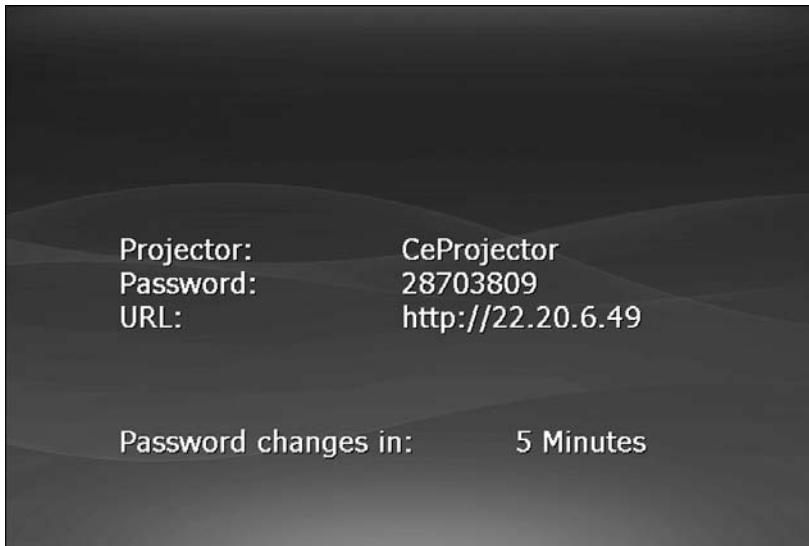 Projector: CeProjector
Password: 28703809
URL: http://22.20.6.49
Password changes in: 5 Minutes